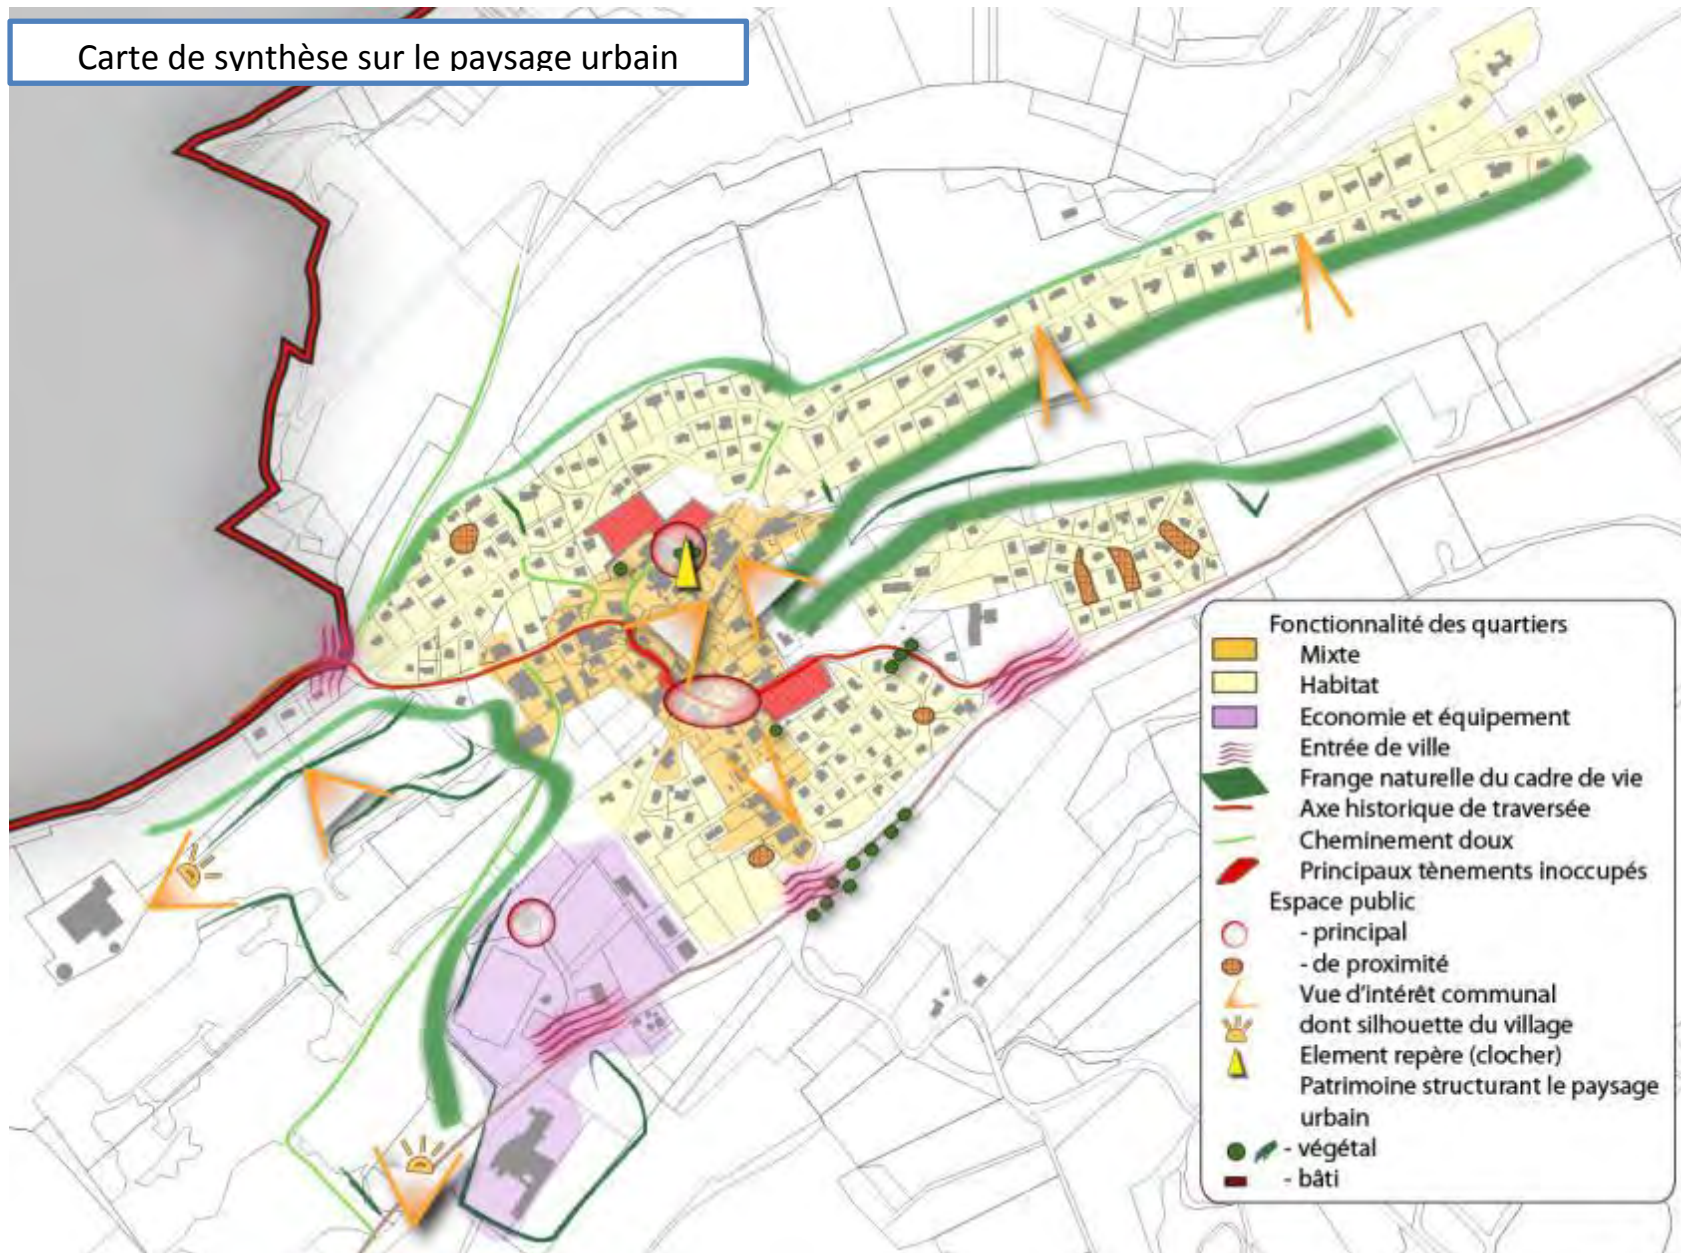 Carte de synthèse sur le paysage urbain
Fonctionnalité des quartiers
Mixte
Habitat
Economie et équipement
Entrée de ville
Frange naturelle du cadre de vie
Axe historique de traversée
Cheminement doux
Principaux tènements inoccupés
Espace public
- principal
- de proximité
Vue d'intérêt communal
dont silhouette du village
Element repère (clocher)
Patrimoine structurant le paysage
urbain
- végétal
- bâti